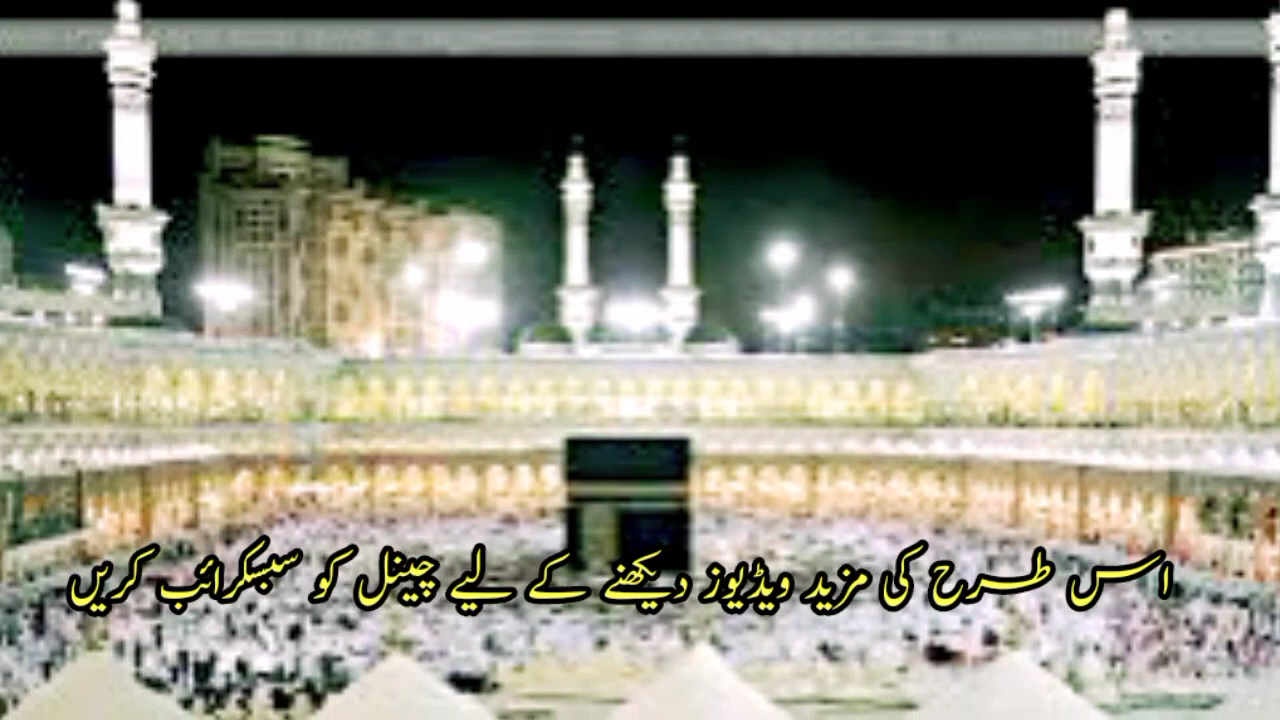 اس طرح کی مزید ویڈیوز دیکھنے کے لیے چینل کو سبسکرائب کریں